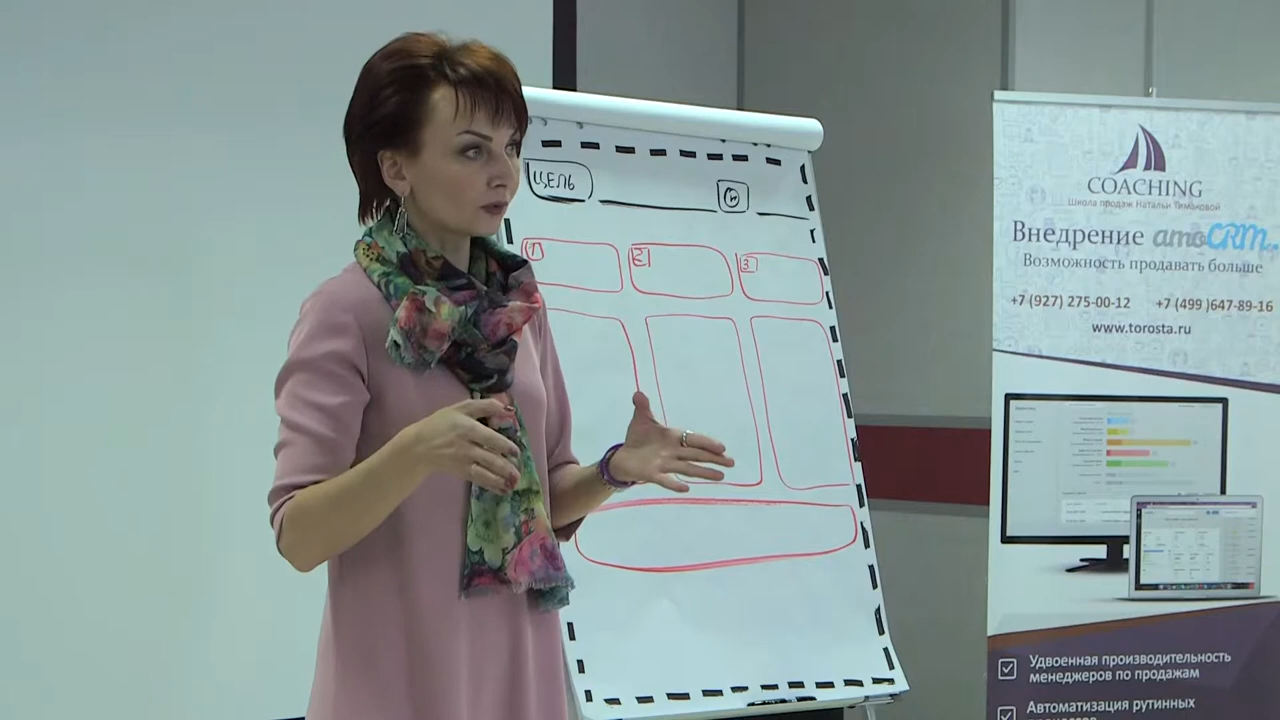 ЦЕЛЬ
1
2
3
COACHING
Школа продаж Натальи Тимаковой
Внедрение amoCRM
Возможность продавать больше
+7 (927) 275-00-12 +7 (499 )647-89-16
www.torosta.ru
Удвоенная производительность
менеджеров по продажам
Автоматизация рутинных